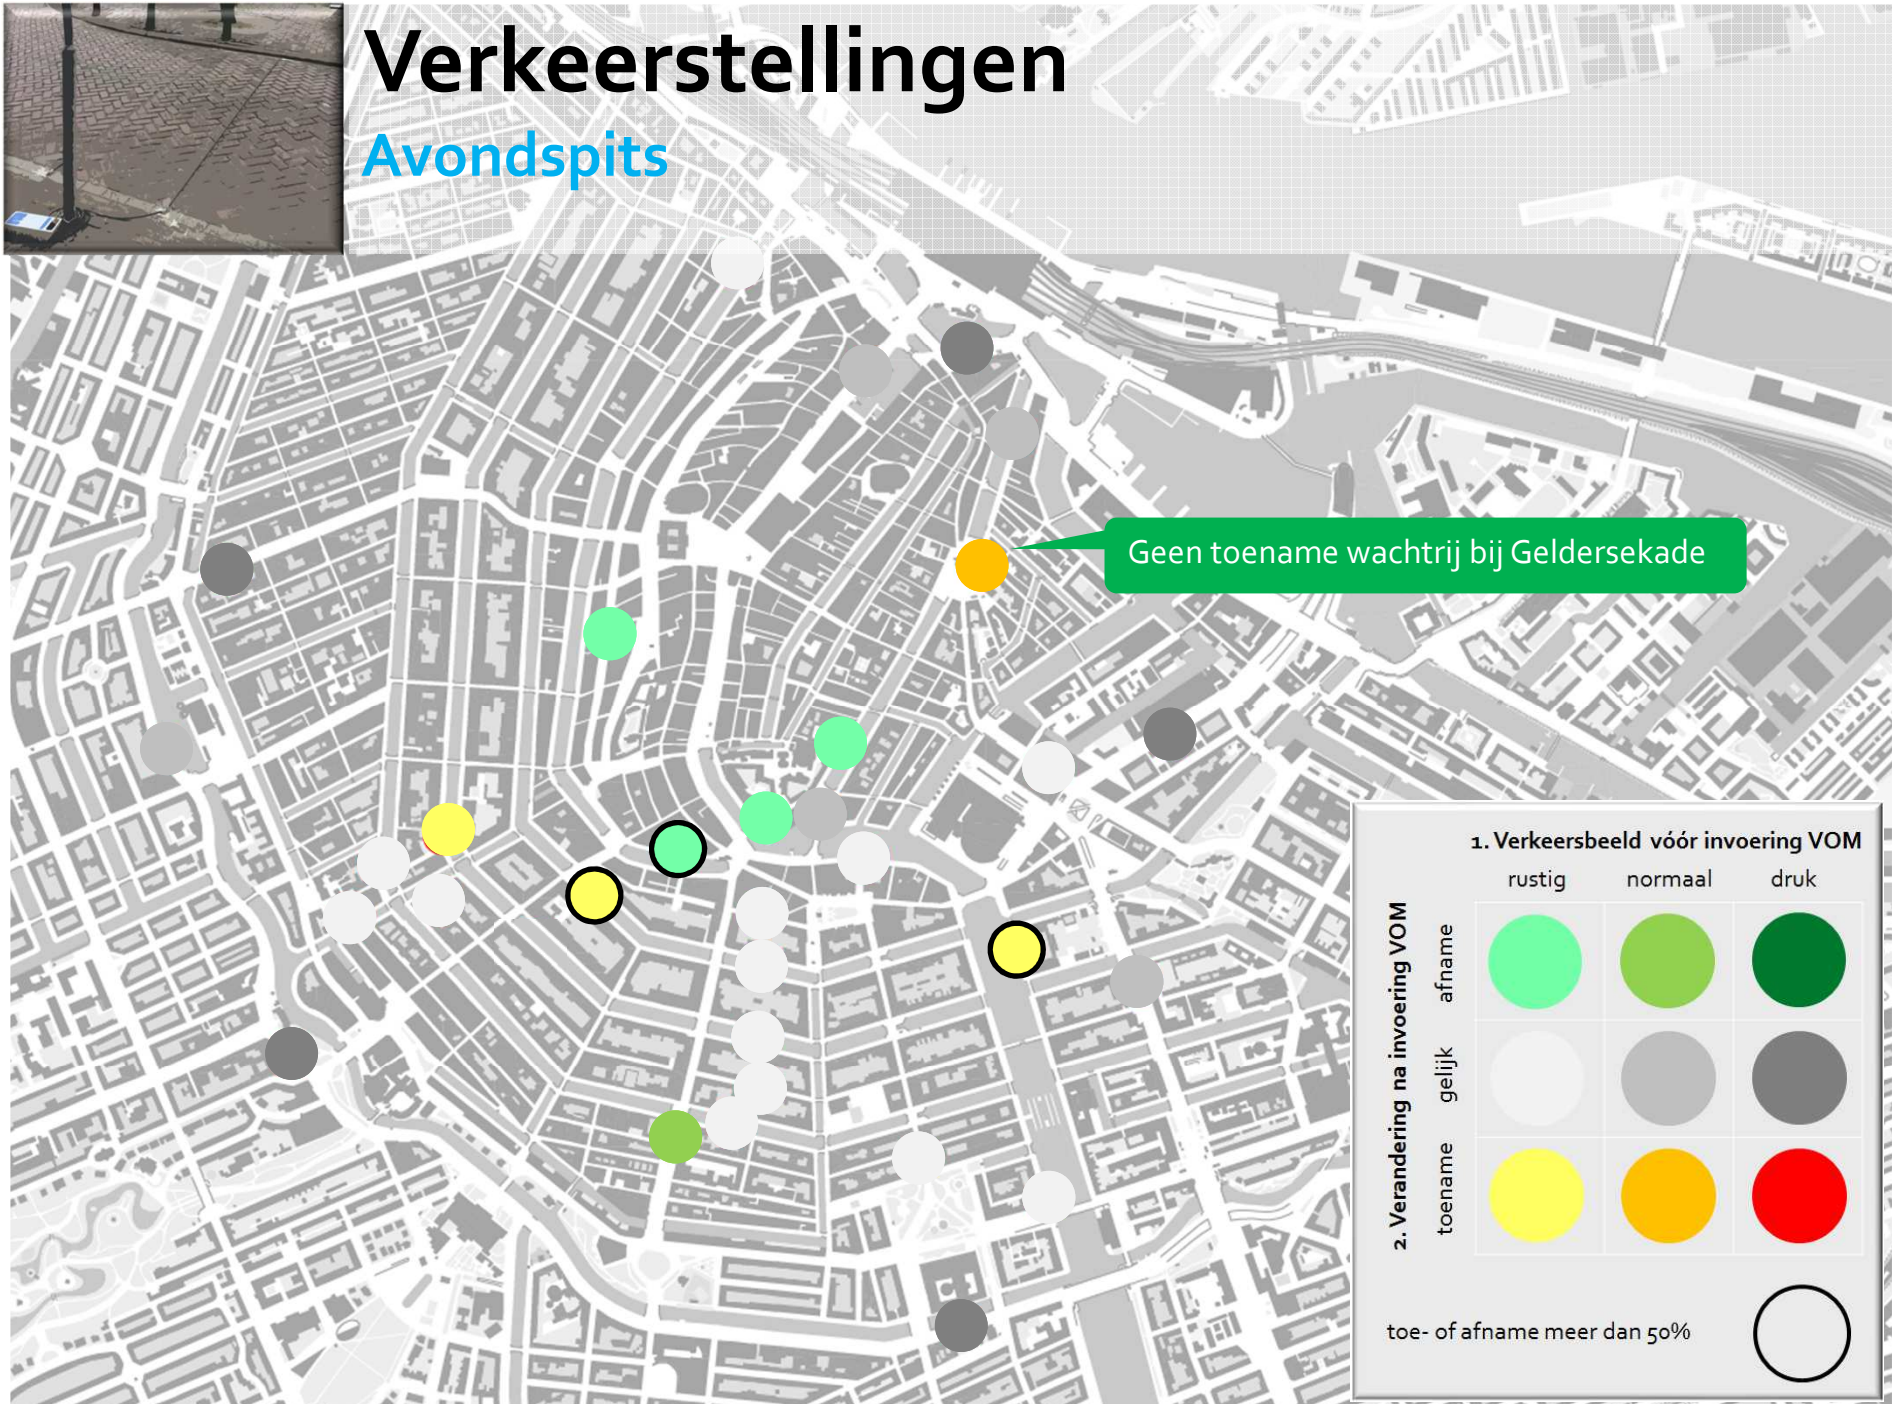 Verkeerstellingen
Avondspits
Geen toename wachtrij bij Geldersekade
1. Verkeersbeeld vóór invoering VOM
rustig normaal druk
2. Verandering na invoering VOM
afname
gelijk
toename
toe- of afname meer dan 50%